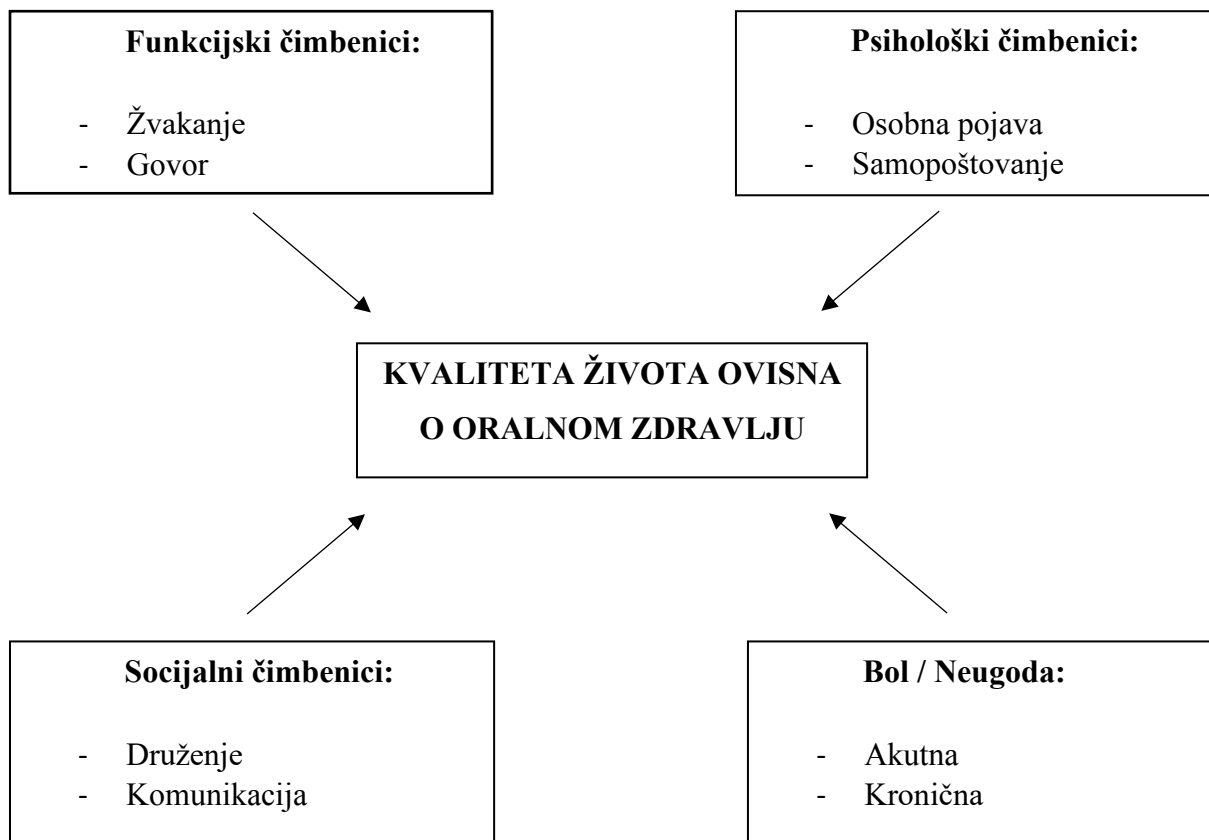 Funkcijski čimbenici:
- Žvakanje
- Govor
Psihološki čimbenici:
- Osobna pojava
- Samopoštovanje
KVALITETA ŽIVOTA OVISNA
O ORALNOM ZDRAVLJU
Socijalni čimbenici:
- Druženje
- Komunikacija
Bol / Neugoda:
- Akutna
- Kronična